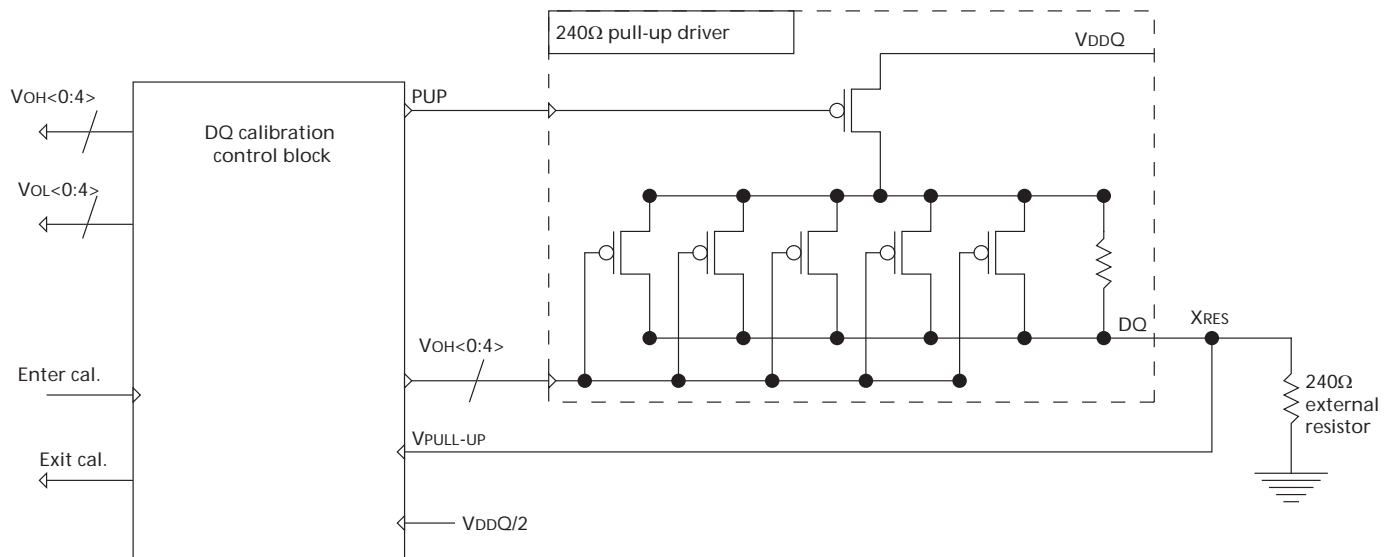 240Ω pull-up driver
VDDQ
VOH<0:4>
PUP
DQ calibration
control block
VOL<0:4>
DQ
XRES
VOH<0:4>
Enter cal.
240Ω
external
resistor
VPULL-UP
Exit cal.
VDDQ/2